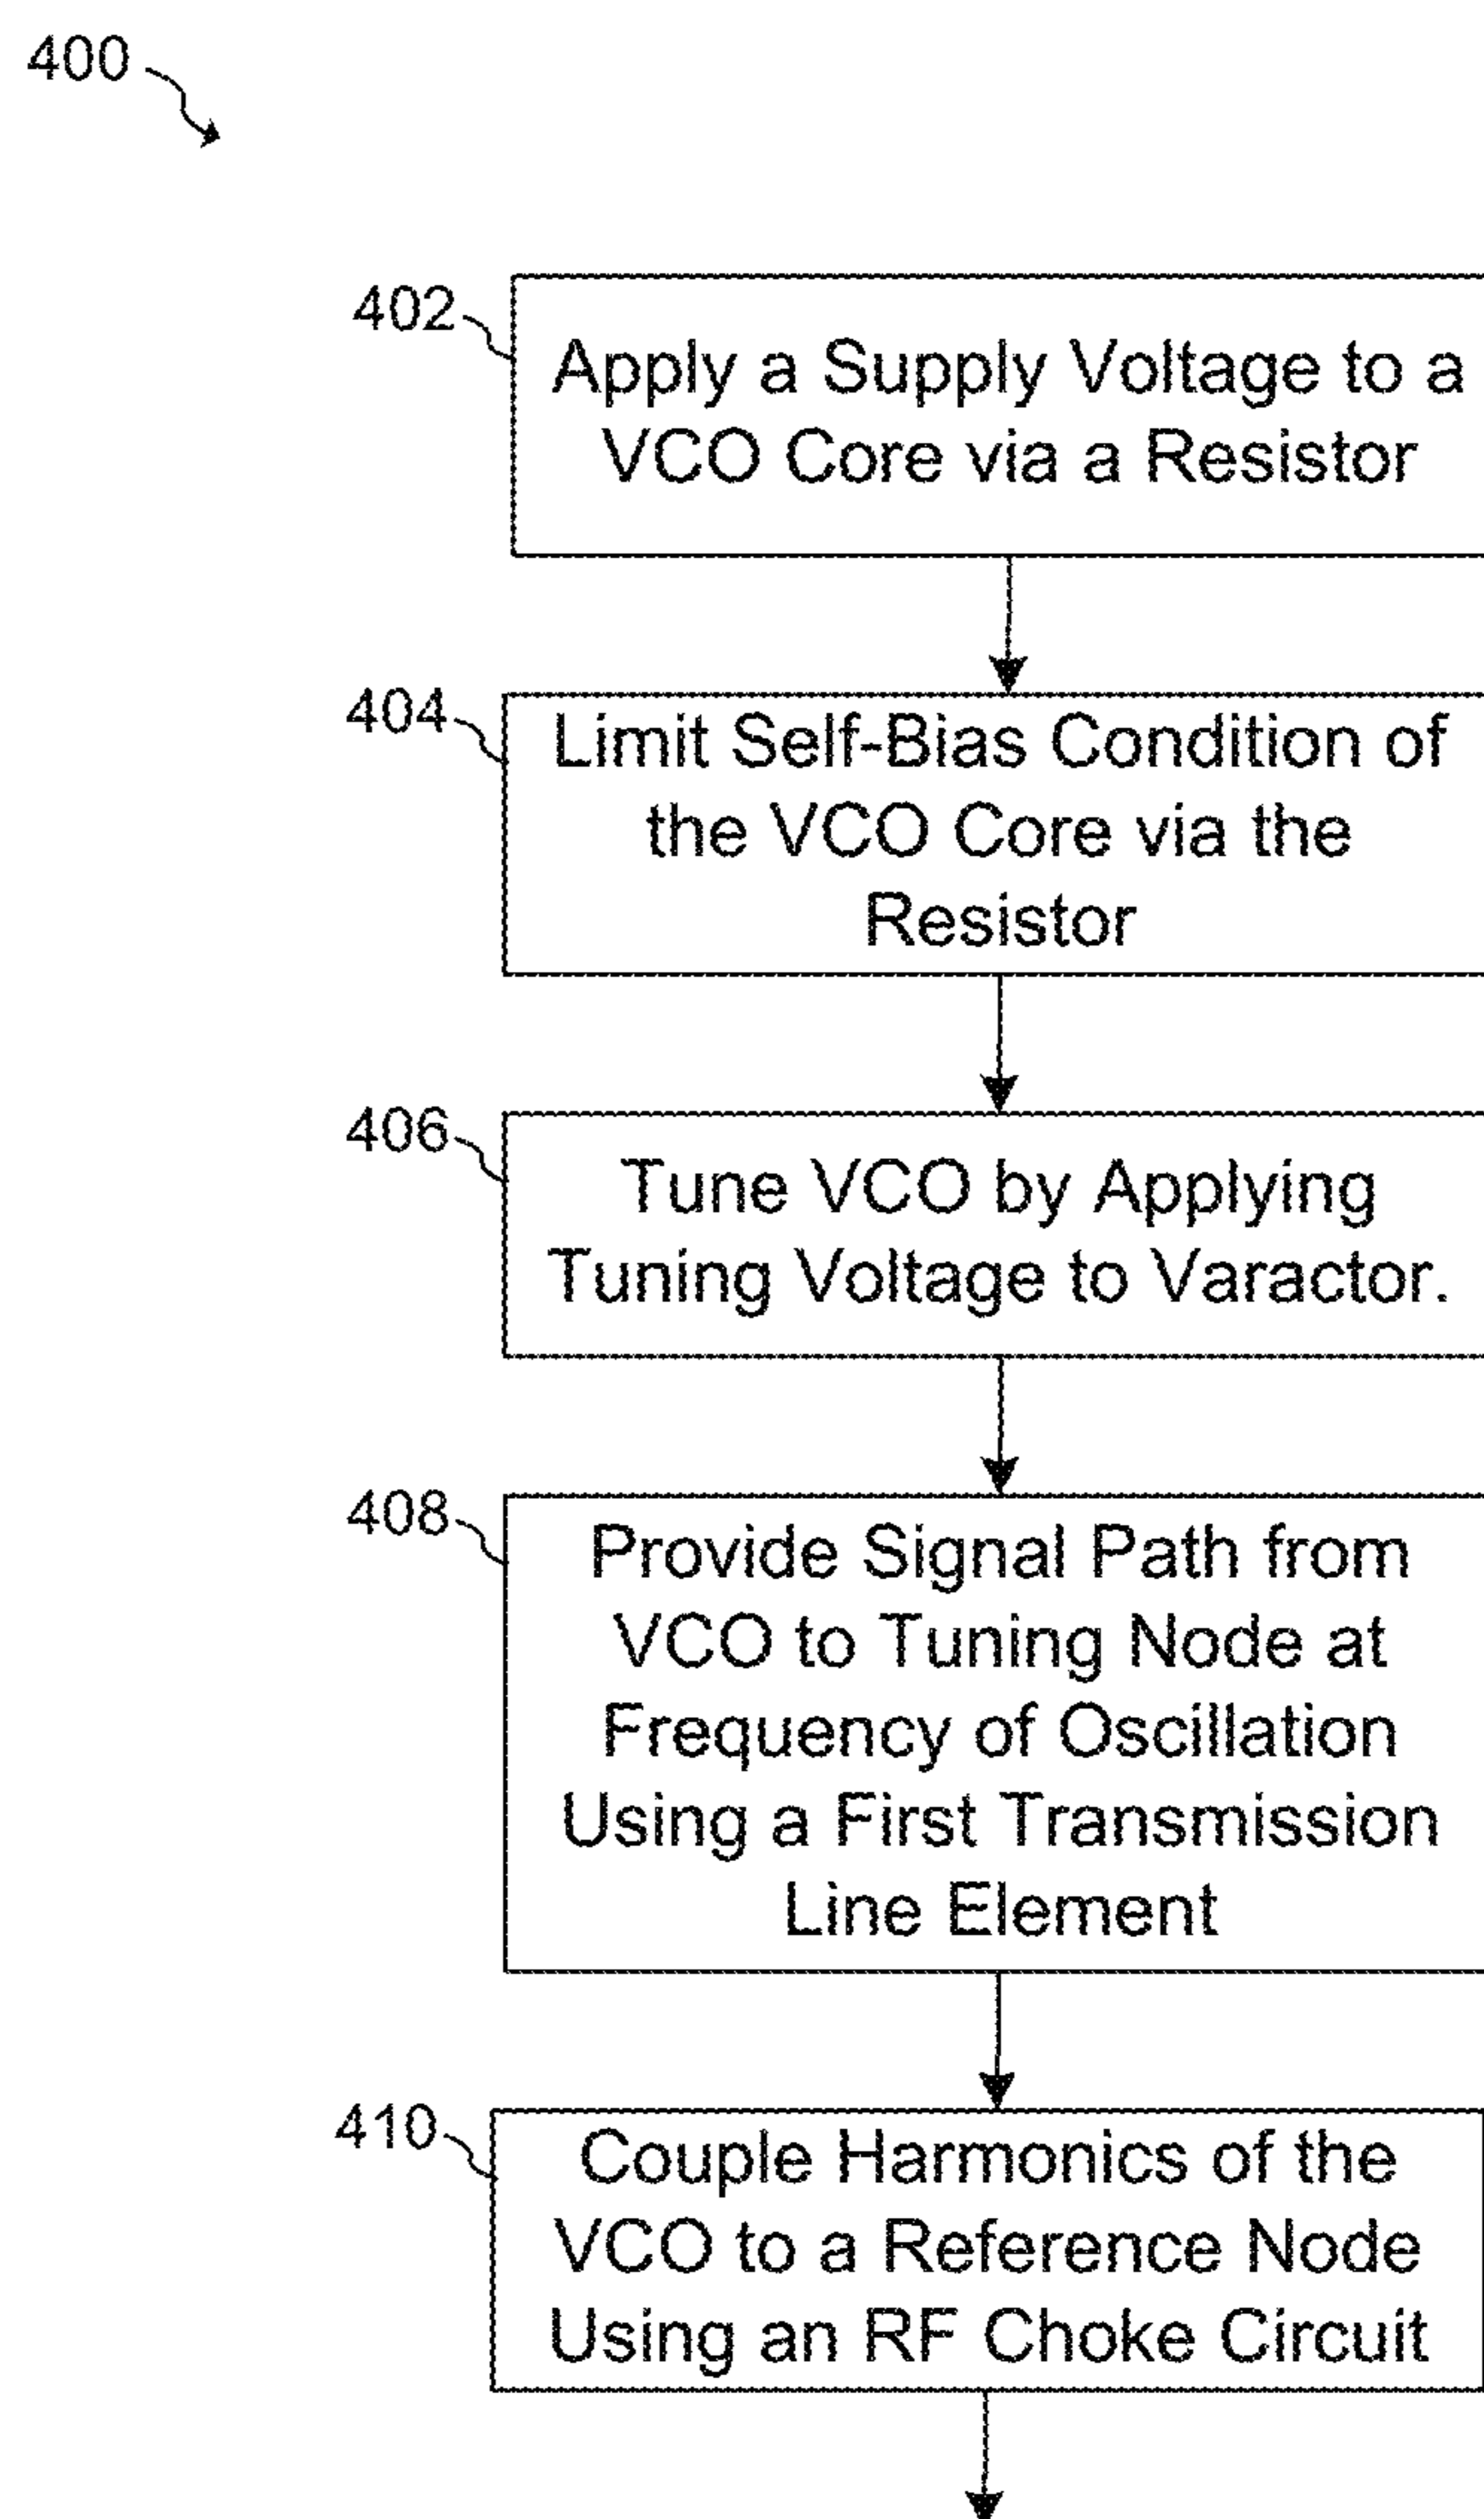 400
402
Apply a Supply Voltage to a
VCO Core via a Resistor
404
Limit Self-Bias Condition of
the VCO Core via the
Resistor
406
Tune VCO by Applying
Tuning Voltage to Varactor.
408
Provide Signal Path from
VCO to Tuning Node at
Frequency of Oscillation
Using a First Transmission
Line Element
410
Couple Harmonics of the
VCO to a Reference Node
Using an RF Choke Circuit